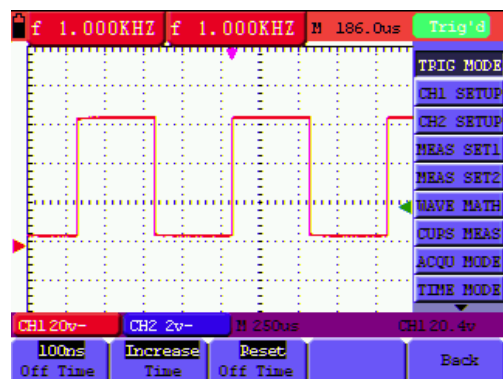 f 1.000KHZ f 1.000KHZ M 186.0us Trig'd
TRIG MODE
CH1 SETUP
CH2 SETUP
MEAS SET1
MEAS SET2
WAVE MATH
CUPS MEAS
ACQU MODE
TIME MODE
CH1 20v- CH2 2v- M 250us CH1 20.4v
100ns Increase Reset
Off Time Time Off Time Back